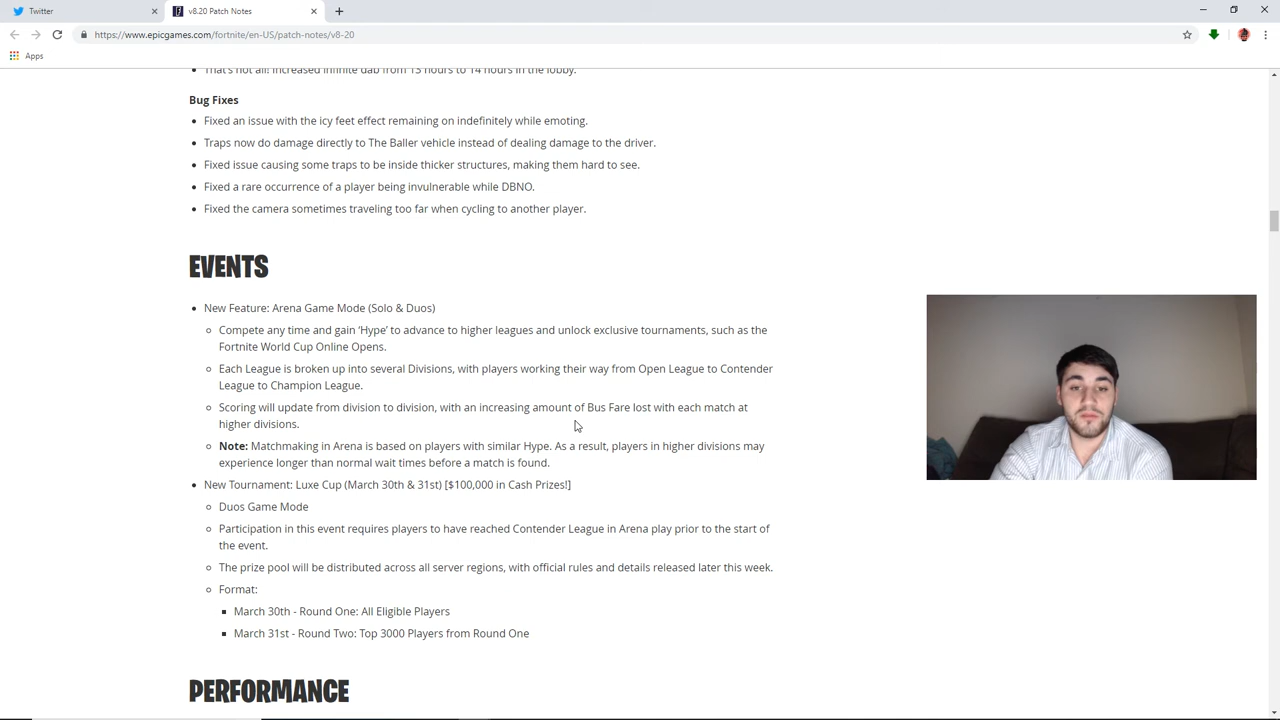 Twitter
v8.20 Patch Notes
https://www.epicgames.com/fortnite/en-US/patch-notes/v8-20
Apps
That's not all! Increased infinite dab from 13 hours to 14 hours in the lobby.
Bug Fixes
Fixed an issue with the icy feet effect remaining on indefinitely while emoting.
Traps now do damage directly to The Baller vehicle instead of dealing damage to the driver.
Fixed issue causing some traps to be inside thicker structures, making them hard to see.
Fixed a rare occurrence of a player being invulnerable while DBNO.
Fixed the camera sometimes traveling too far when cycling to another player.
EVENTS
New Feature: Arena Game Mode (Solo & Duos)
Compete any time and gain ‘Hype’ to advance to higher leagues and unlock exclusive tournaments, such as the
Fortnite World Cup Online Opens.
Each League is broken up into several Divisions, with players working their way from Open League to Contender
League to Champion League.
Scoring will update from division to division, with an increasing amount of Bus Fare lost with each match at
higher divisions.
Note: Matchmaking in Arena is based on players with similar Hype. As a result, players in higher divisions may
experience longer than normal wait times before a match is found.
New Tournament: Luxe Cup (March 30th & 31st) [$100,000 in Cash Prizes!]
Duos Game Mode
Participation in this event requires players to have reached Contender League in Arena play prior to the start of
the event.
The prize pool will be distributed across all server regions, with official rules and details released later this week.
Format:
March 30th - Round One: All Eligible Players
March 31st - Round Two: Top 3000 Players from Round One
PERFORMANCE